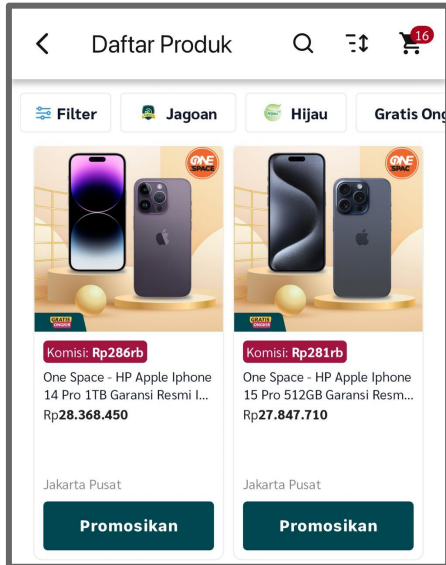 Daftar Produk
16
Filter
Jagoan
Hijau
Gratis Ong
ONE
SPACE
GRATIS
ONGKIR
Komisi: Rp286rb
One Space - HP Apple Iphone
14 Pro 1TB Garansi Resmi I...
Rp28.368.450
Jakarta Pusat
Promosikan
ONE
SPAC
GRATIS
ONGKIR
Komisi: Rp281rb
One Space - HP Apple Iphone
15 Pro 512GB Garansi Resm...
Rp27.847.710
Jakarta Pusat
Promosikan